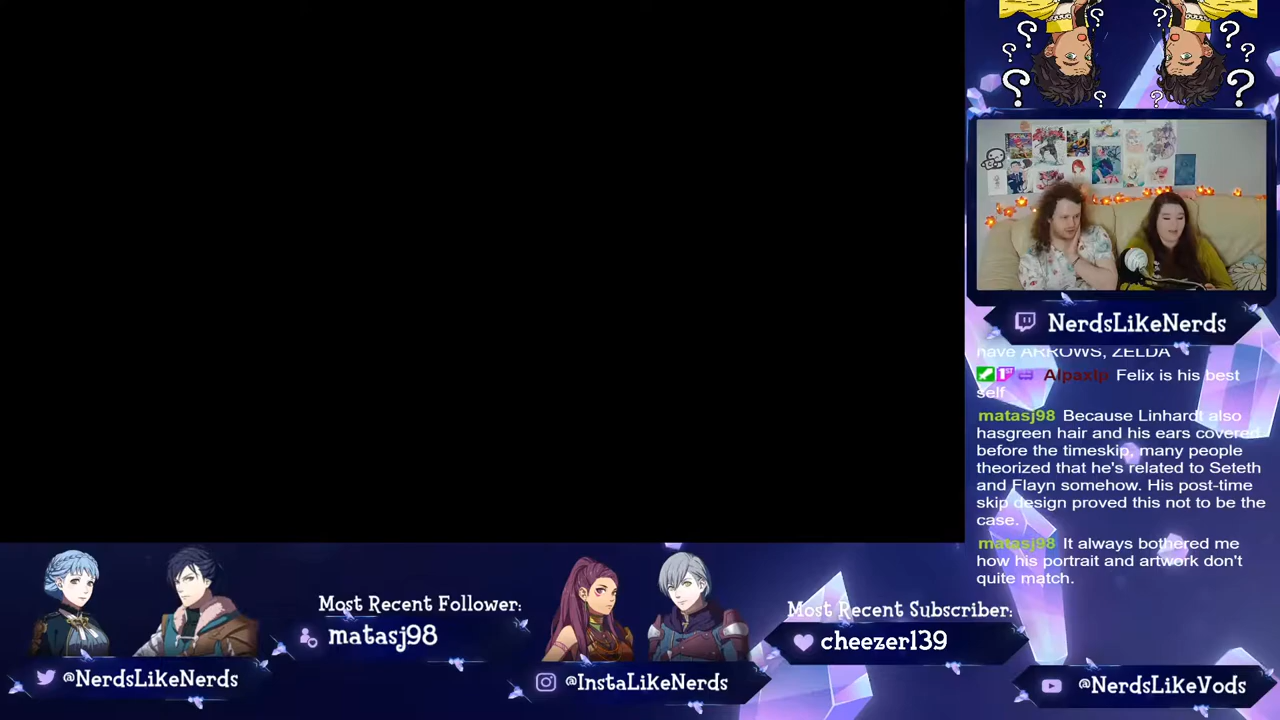 NerdsLikeNerds
have ARROWS, ZELDA
Alpaxlp Felix is his best
self
matasj98 Because Linhardt also
hasgreen hair and his ears covered
before the timeskip, many people
theorized that he's related to Seteth
and Flayn somehow. His post-time
skip design proved this not to be the
case.
matasj98 It always bothered me
how his portrait and artwork don't
quite match.
Most Recent Follower:
matasj98
Most Recent Subscriber:
cheezer139
@NerdsLikeNerds
@InstaLikeNerds
@NerdsLikeVods